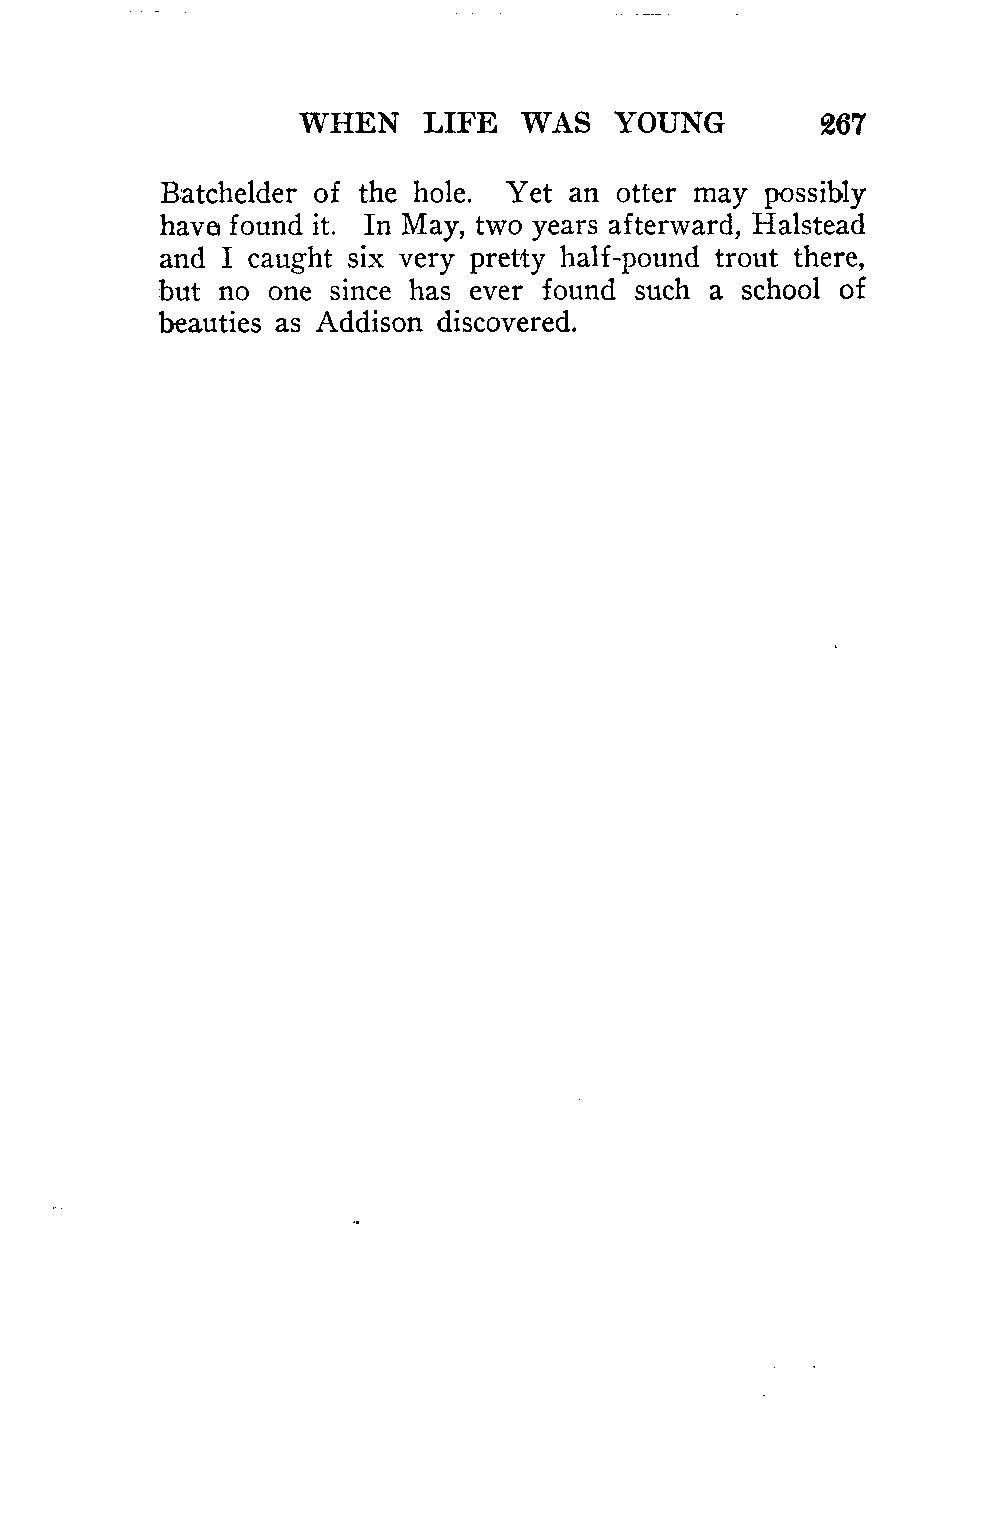 WHEN LIFE WAS YOUNG 267
Batchelder of the hole. Yet an otter may possibly
have found it. In May, two years afterward, Halstead
and I caught six very pretty half-pound trout there,
but no one since has ever found such a school of
beauties as Addison discovered.